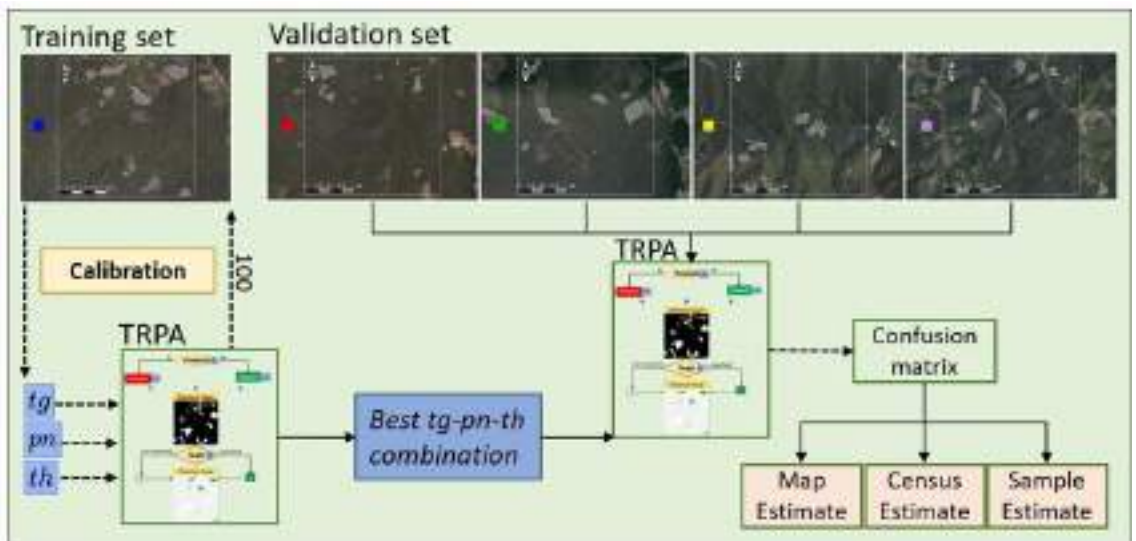 Training set
Validation set
Calibration
100
TRPA
TRPA
tg
pn
th
Best tg-pn-th
combination
Confusion
matrix
Map
Estimate
Census
Estimate
Sample
Estimate